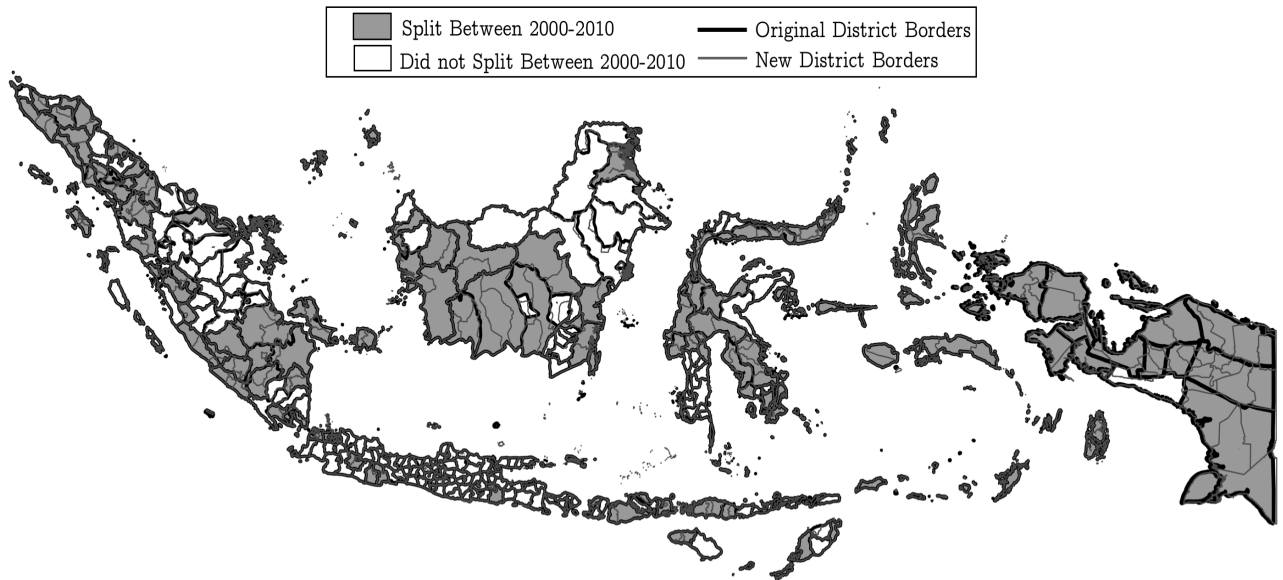 Split Between 2000-2010
Original District Borders
Did not Split Between 2000-2010
New District Borders